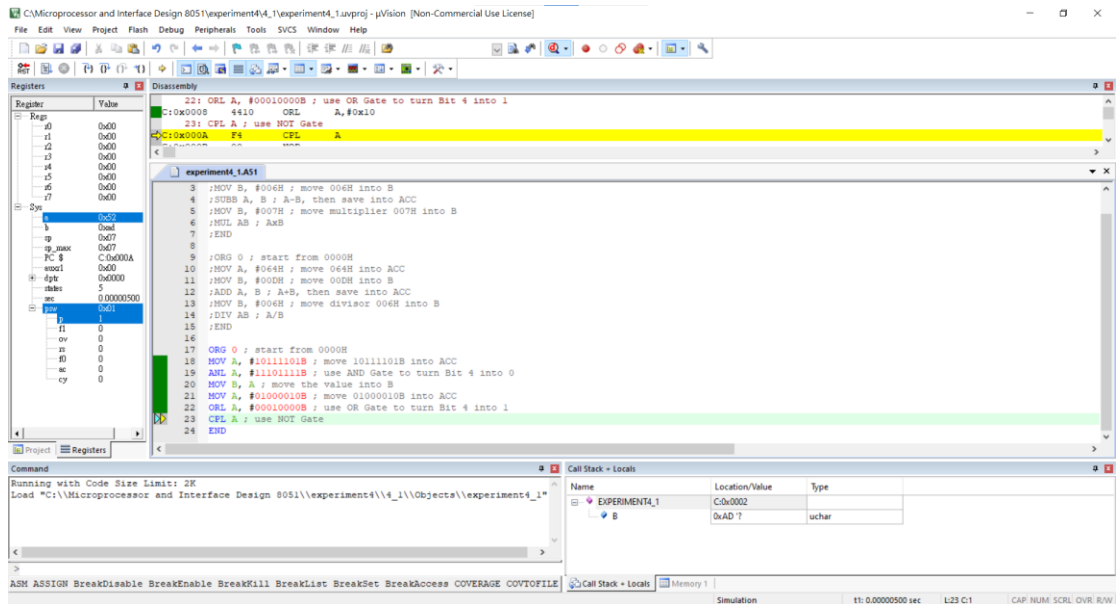 C:\Microprocessor and Interface Design 8051\experiment4\4_1\experiment4_1.uvproj - µVision [Non-Commercial Use License]
File Edit View Project Flash Debug Peripherals Tools SVCS Window Help
Registers
Register Value
Regs
r0 0x00
r1 0x00
r2 0x00
r3 0x00
r4 0x00
r5 0x00
r6 0x00
r7 0x00
Sys
a 0x52
b 0xad
sp 0x07
sp_max 0x07
PC $ C:0x000A
auxr1 0x00
dptr 0x0000
states 5
sec 0.00000500
psw 0x01
p 1
f1 0
ov 0
rs 0
f0 0
ac 0
cy 0
Project Registers
Disassembly
22: ORL A, #00010000B ; use OR Gate to turn Bit 4 into 1
C:0x0008 4410 ORL A,#0x10
23: CPL A ; use NOT Gate
C:0x000A F4 CPL A
C:0x000B 00 NOP
experiment4_1.A51
3 ;MOV B, #006H ; move 006H into B
4 ;SUBB A, B ; A-B, then save into ACC
5 ;MOV B, #007H ; move multiplier 007H into B
6 ;MUL AB ; AxB
7 ;END
8
9 ;ORG 0 ; start from 0000H
10 ;MOV A, #064H ; move 064H into ACC
11 ;MOV B, #00DH ; move 00DH into B
12 ;ADD A, B ; A+B, then save into ACC
13 ;MOV B, #006H ; move divisor 006H into B
14 ;DIV AB ; A/B
15 ;END
16
17 ORG 0 ; start from 0000H
18 MOV A, #10111101B ; move 10111101B into ACC
19 ANL A, #11101111B ; use AND Gate to turn Bit 4 into 0
20 MOV B, A ; move the value into B
21 MOV A, #01000010B ; move 01000010B into ACC
22 ORL A, #00010000B ; use OR Gate to turn Bit 4 into 1
23 CPL A ; use NOT Gate
24 END
Command
Running with Code Size Limit: 2K
Load "C:\\Microprocessor and Interface Design 8051\\experiment4\\4_1\\Objects\\experiment4_1"
>
ASM ASSIGN BreakDisable BreakEnable BreakKill BreakList BreakSet BreakAccess COVERAGE COVTOFILE
Call Stack + Locals
Name Location/Value Type
EXPERIMENT4_1 C:0x0002
B 0xAD '? uchar
Call Stack + Locals Memory 1
Simulation t1: 0.00000500 sec L:23 C:1 CAP NUM SCRL OVR R/W